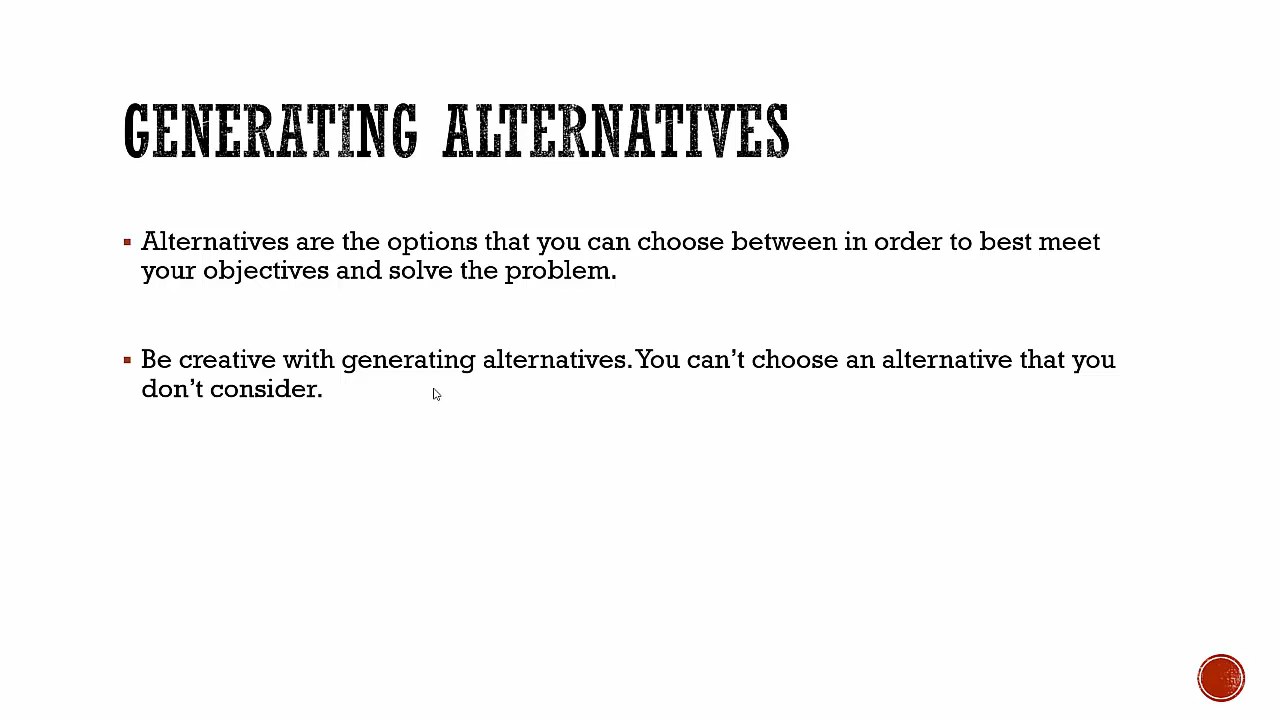 GENERATING ALTERNATIVES
Alternatives are the options that you can choose between in order to best meet
your objectives and solve the problem.
Be creative with generating alternatives. You can’t choose an alternative that you
don’t consider.